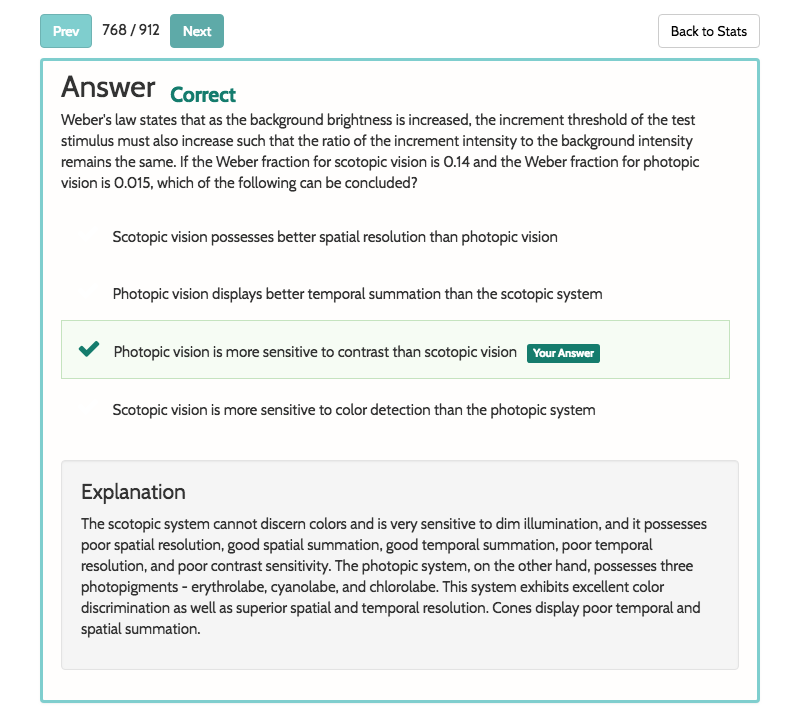 Prev 768 / 912 Next Back to Stats
Answer Correct
Weber's law states that as the background brightness is increased, the increment threshold of the test
stimulus must also increase such that the ratio of the increment intensity to the background intensity
remains the same. If the Weber fraction for scotopic vision is 0.14 and the Weber fraction for photopic
vision is 0.015, which of the following can be concluded?
Scotopic vision possesses better spatial resolution than photopic vision
Photopic vision displays better temporal summation than the scotopic system
Photopic vision is more sensitive to contrast than scotopic vision Your Answer
Scotopic vision is more sensitive to color detection than the photopic system
Explanation
The scotopic system cannot discern colors and is very sensitive to dim illumination, and it possesses
poor spatial resolution, good spatial summation, good temporal summation, poor temporal
resolution, and poor contrast sensitivity. The photopic system, on the other hand, possesses three
photopigments - erythrolabe, cyanolabe, and chlorolabe. This system exhibits excellent color
discrimination as well as superior spatial and temporal resolution. Cones display poor temporal and
spatial summation.